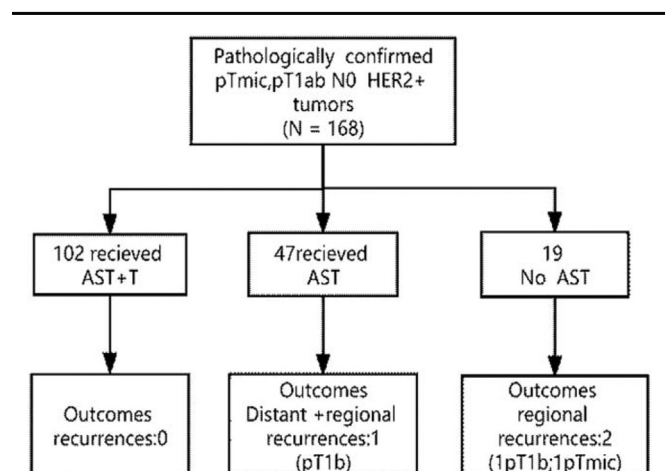 Pathologically confirmed
pTmic,pT1ab N0 HER2+
tumors
(N = 168)
102 recieved
AST+T
47recieved
AST
19
No AST
Outcomes
recurrences:0
Outcomes
Distant +regional
recurrences:1
(pT1b)
Outcomes
regional
recurrences:2
(1pT1b;1pTmic)